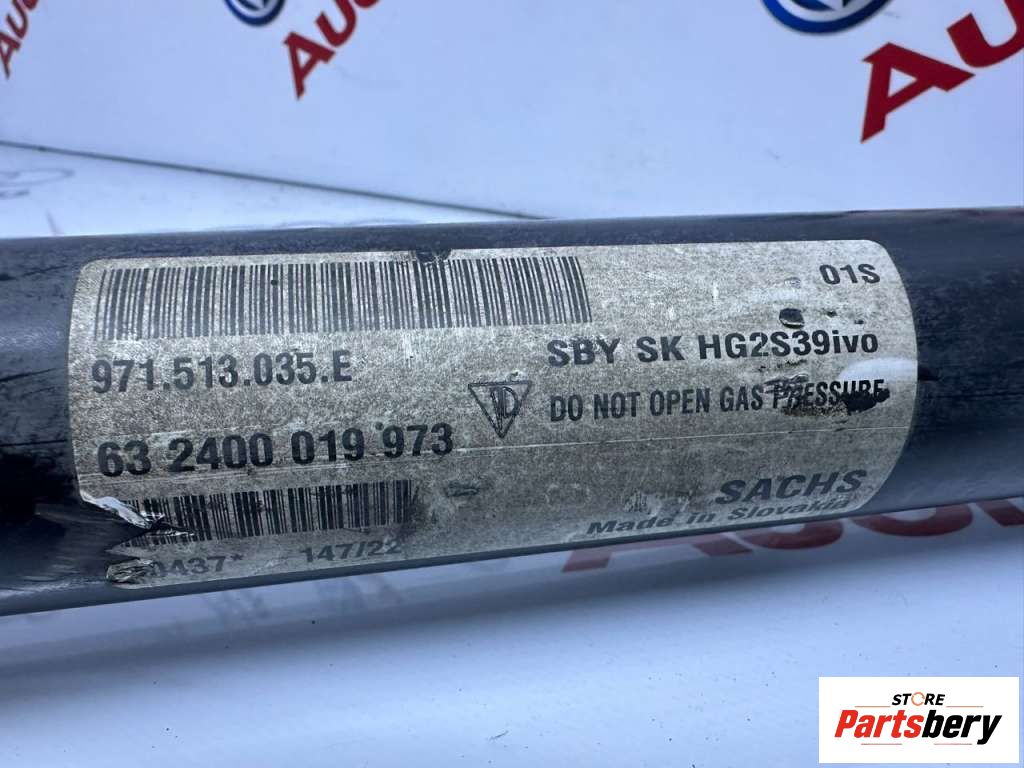 01S
971.513.035.E
SBY SK HG2S39ivo
DO NOT OPEN GAS PRESSURE
63 2400 019 973
SACHS
Made in Slovakia
0437* 147/22
STORE
Partsbery